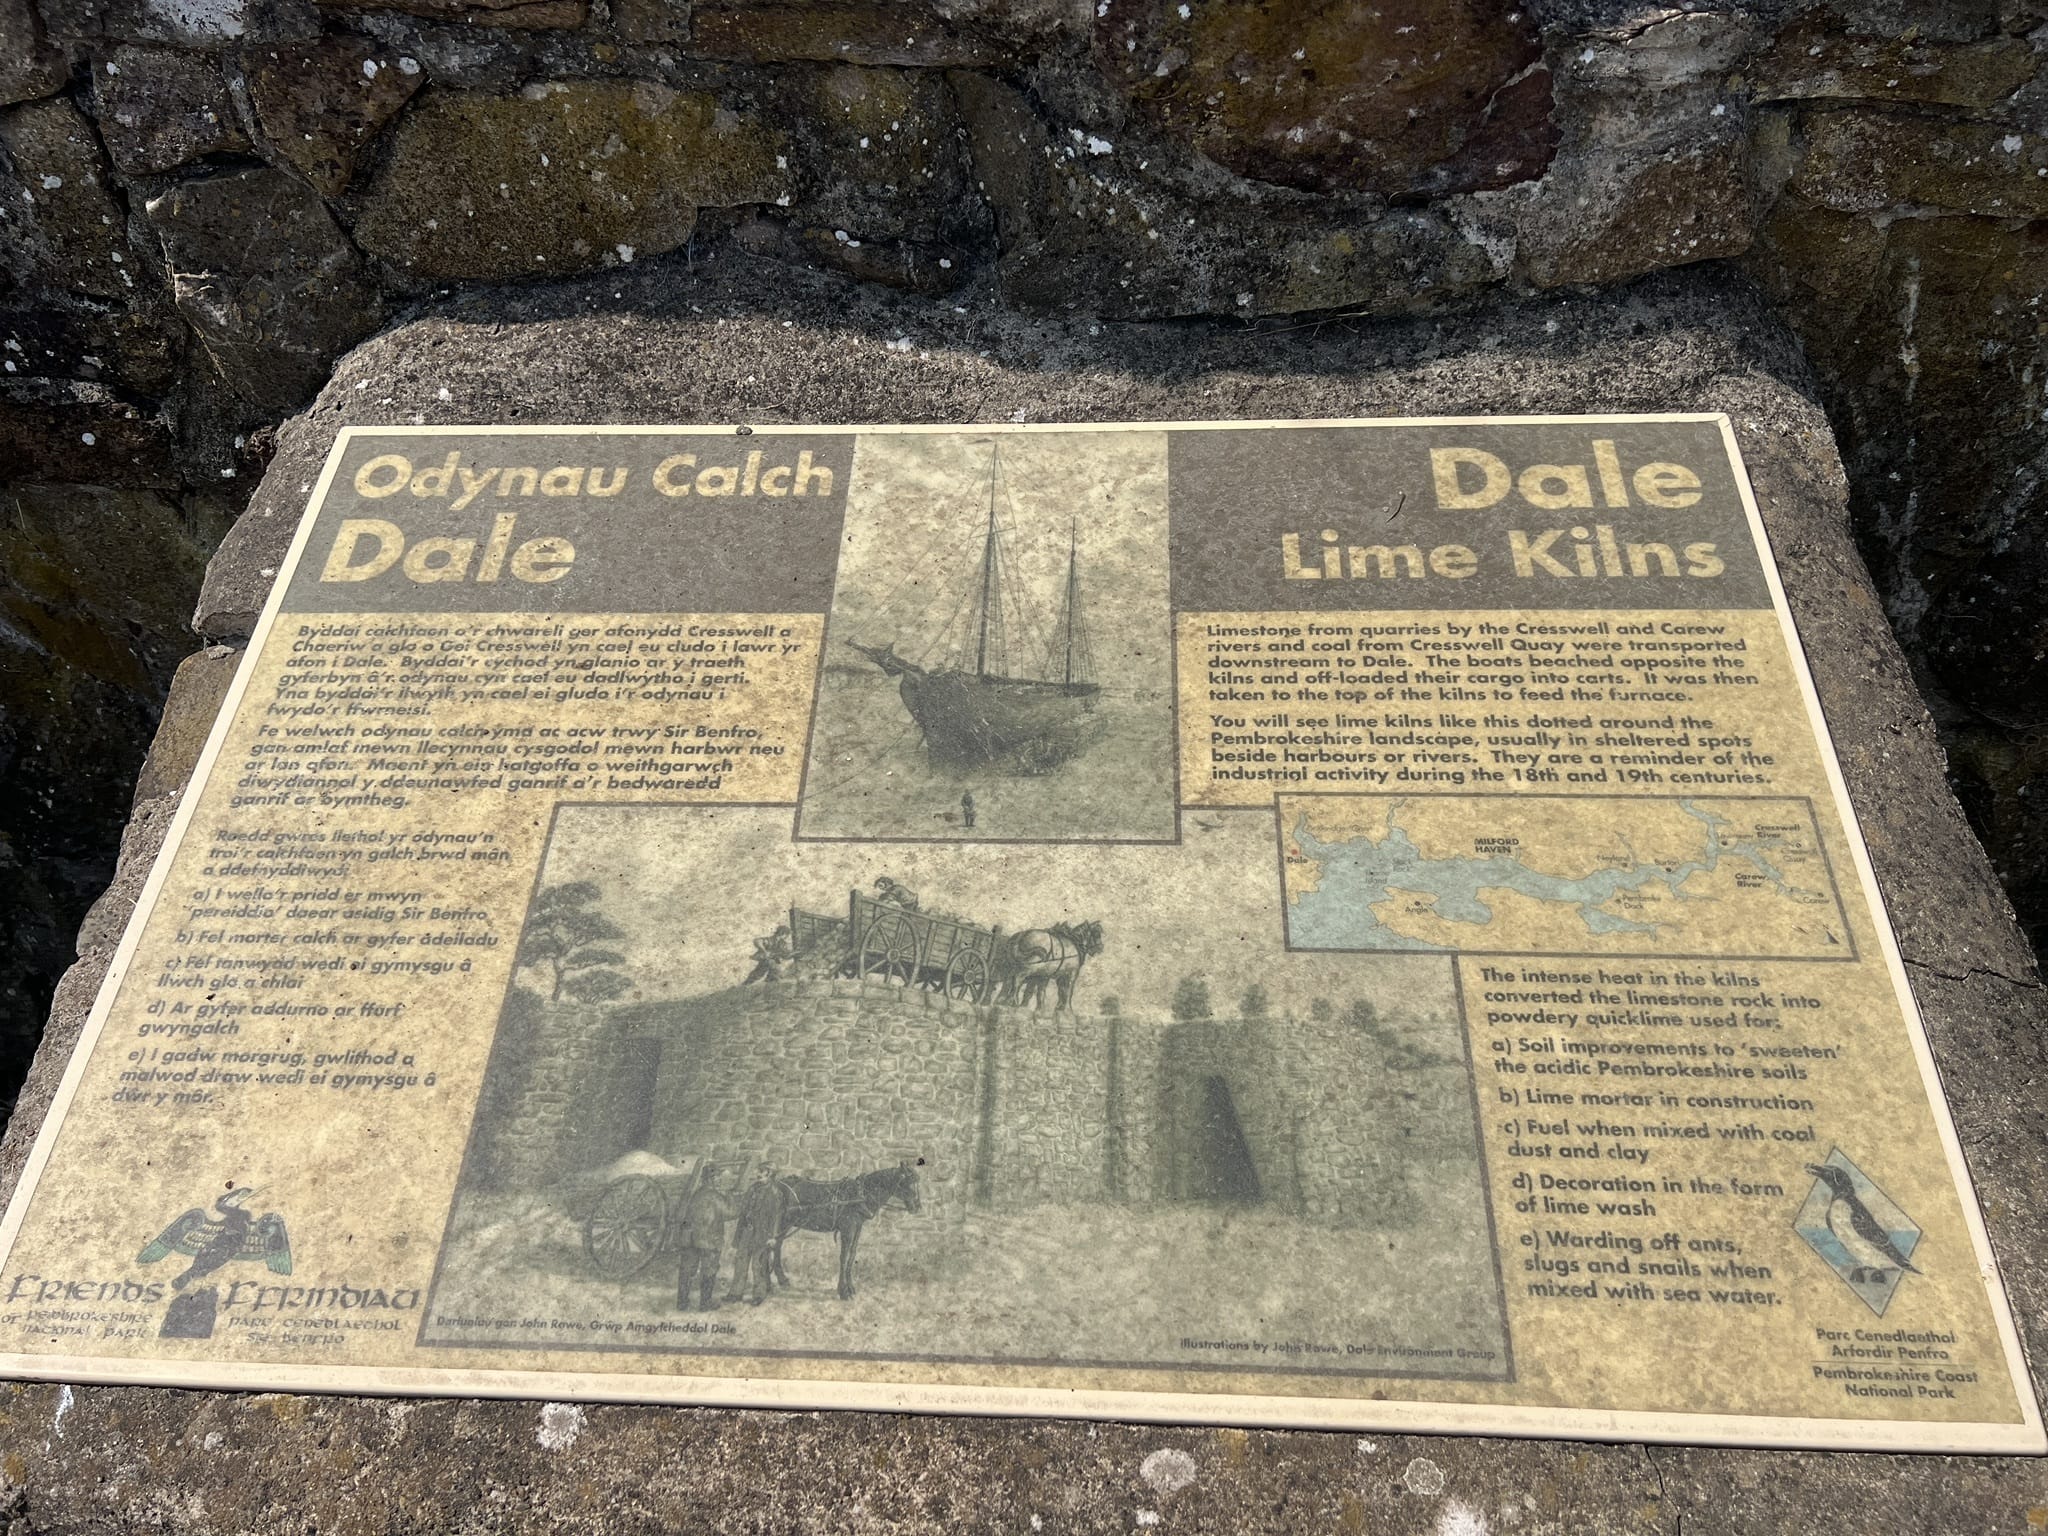 Odynau Calch
Dale
Dale
Lime Kilns
Byddai calchfaen o'r chwareli ger afonydd Cresswell a
Chaeriw a glo o Gei Cresswell yn cael eu cludo i lawr yr
afon i Dale. Byddai'r cychod yn glanio ar y traeth
gyferbyn â'r odynau cyn cael eu dadlwytho i gerti.
Yna byddai'r llwyth yn cael ei gludo i'r odynau i
fwydo'r ffwrneisi.
Fe welwch odynau calch yma ac acw trwy Sir Benfro,
gan amlaf mewn llecynnau cysgodol mewn harbwr neu
ar lan afon. Maent yn ein hatgoffa o weithgarwch
diwydiannol y ddeunawfed ganrif a'r bedwaredd
ganrif ar bymtheg.
Roedd gwres llethol yr odynau'n
troi'r calchfaen yn galch brwd mân
a ddefnyddiwyd:
a) I wella'r pridd er mwyn
'pereiddio' daear asidig Sir Benfro
b) Fel morter calch ar gyfer adeiladu
c) Fel tanwydd wedi ei gymysgu â
llwch glo a chlai
d) Ar gyfer addurno ar ffurf
gwyngalch
e) I gadw morgrug, gwlithod a
malwod draw wedi ei gymysgu â
dŵr y môr.
Limestone from quarries by the Cresswell and Carew
rivers and coal from Cresswell Quay were transported
downstream to Dale. The boats beached opposite the
kilns and off-loaded their cargo into carts. It was then
taken to the top of the kilns to feed the furnace.
You will see lime kilns like this dotted around the
Pembrokeshire landscape, usually in sheltered spots
beside harbours or rivers. They are a reminder of the
industrial activity during the 18th and 19th centuries.
MILFORD
HAVEN
Dale
Angle
Neyland
Burton
Pembroke
Dock
Cresswell
River
Quay
Carew
River
Carew
The intense heat in the kilns
converted the limestone rock into
powdery quicklime used for:
a) Soil improvements to 'sweeten'
the acidic Pembrokeshire soils
b) Lime mortar in construction
c) Fuel when mixed with coal
dust and clay
d) Decoration in the form
of lime wash
e) Warding off ants,
slugs and snails when
mixed with sea water.
FRIENDS
OF PEMBROKESHIRE
NATIONAL PARK
FFRINDIAU
PARC CENEDLAETHOL
SIR BENFRO
Darluniau gan John Rowe, Grŵp Amgylcheddol Dale
Illustrations by John Rowe, Dale Environment Group
Parc Cenedlaethol
Arfordir Penfro
Pembrokeshire Coast
National Park